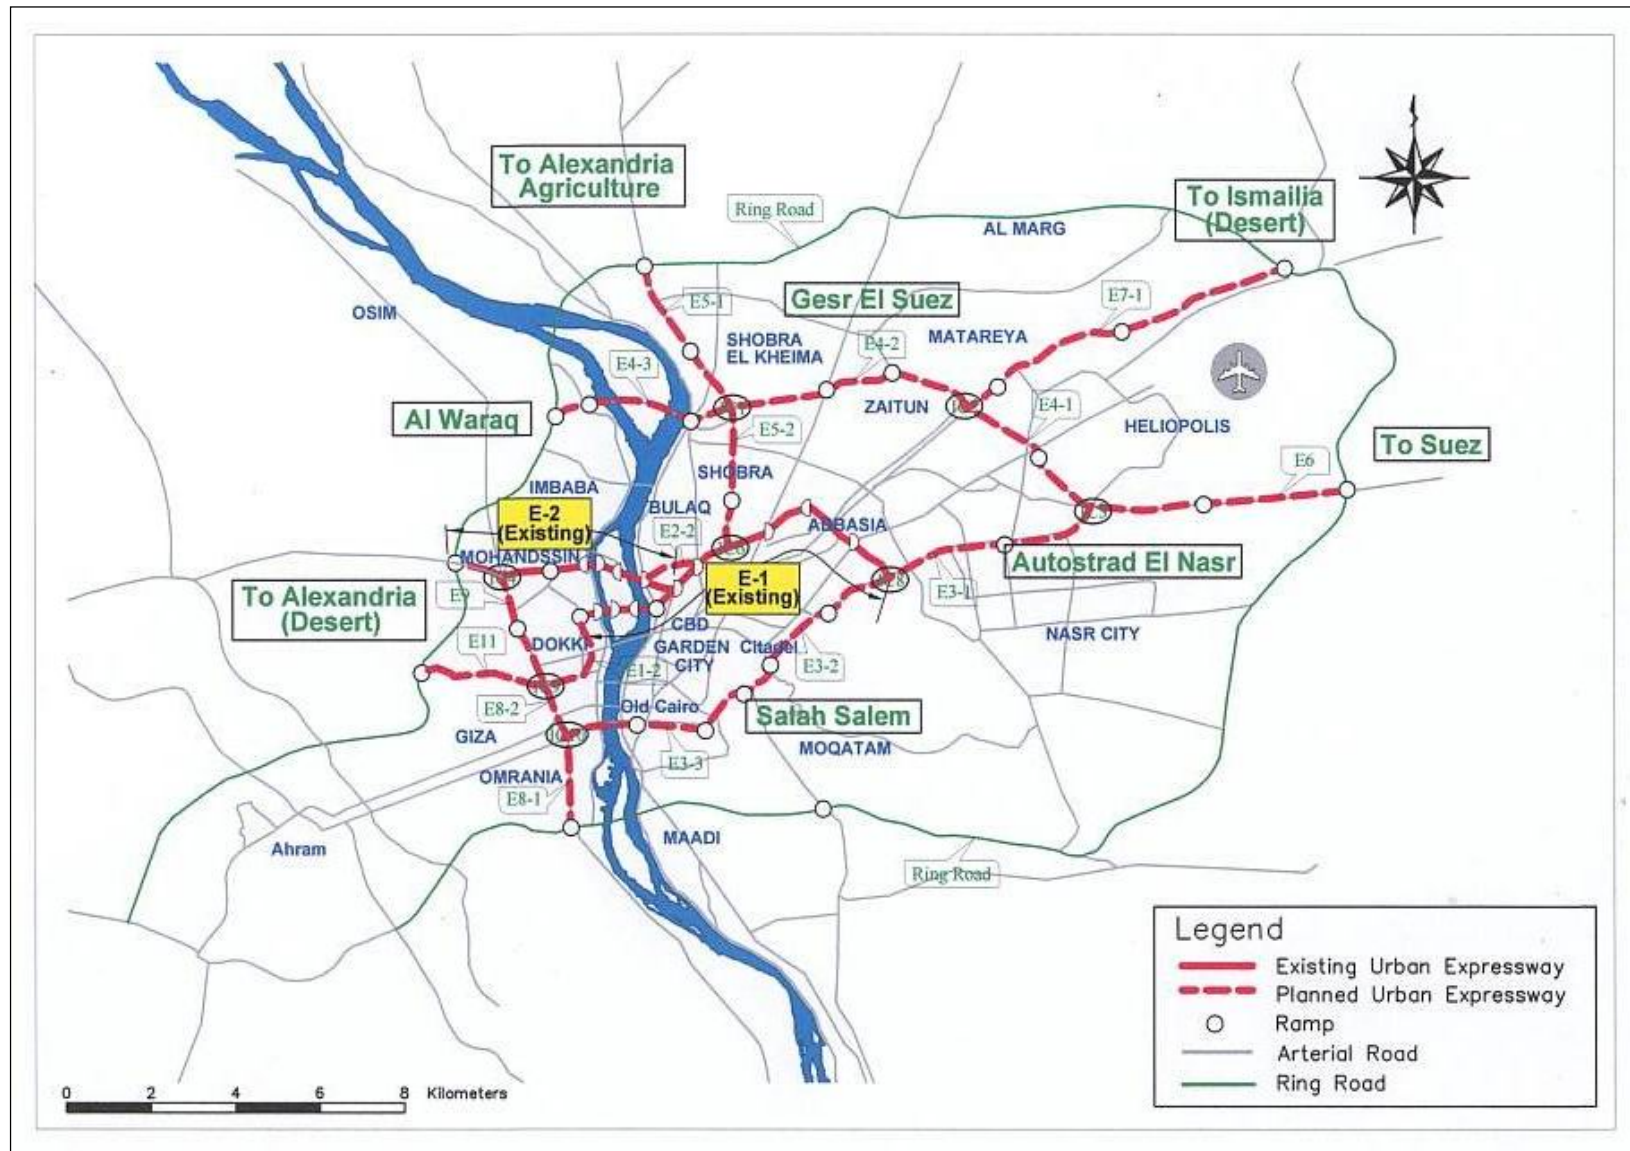 To Alexandria
Agriculture
Ring Road
To Ismailia
(Desert)
AL MARG
OSIM
E5-1
Gesr El Suez
E7-1
SHOBRA
EL KHEIMA
MATAREYA
E4-2
E4-3
Al Waraq
ZAITUN
E4-1
HELIOPOLIS
E5-2
To Suez
SHOBRA
E6
IMBABA
BULAQ
E-2
(Existing)
E2-2
ABBASIA
MOHANDSSIN
Autostrad El Nasr
E-1
(Existing)
To Alexandria
(Desert)
E9
E3-1
CBD
NASR CITY
E11
DOKKI
GARDEN
CITY
Citadel
E3-2
E1-2
E8-2
Old Cairo
Salah Salem
GIZA
MOQATAM
E3-3
OMRANIA
E8-1
MAADI
Ahram
Ring Road
Legend
Existing Urban Expressway
Planned Urban Expressway
Ramp
Arterial Road
Ring Road
0 2 4 6 8 Kilometers